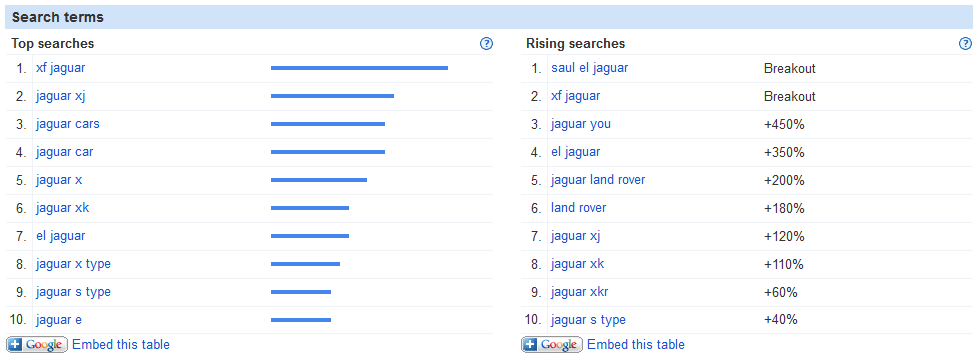 Search terms
Top searches ?
1. xf jaguar
2. jaguar xj
3. jaguar cars
4. jaguar car
5. jaguar x
6. jaguar xk
7. el jaguar
8. jaguar x type
9. jaguar s type
10. jaguar e
+ Google Embed this table
Rising searches ?
1. saul el jaguar Breakout
2. xf jaguar Breakout
3. jaguar you +450%
4. el jaguar +350%
5. jaguar land rover +200%
6. land rover +180%
7. jaguar xj +120%
8. jaguar xk +110%
9. jaguar xkr +60%
10. jaguar s type +40%
+ Google Embed this table